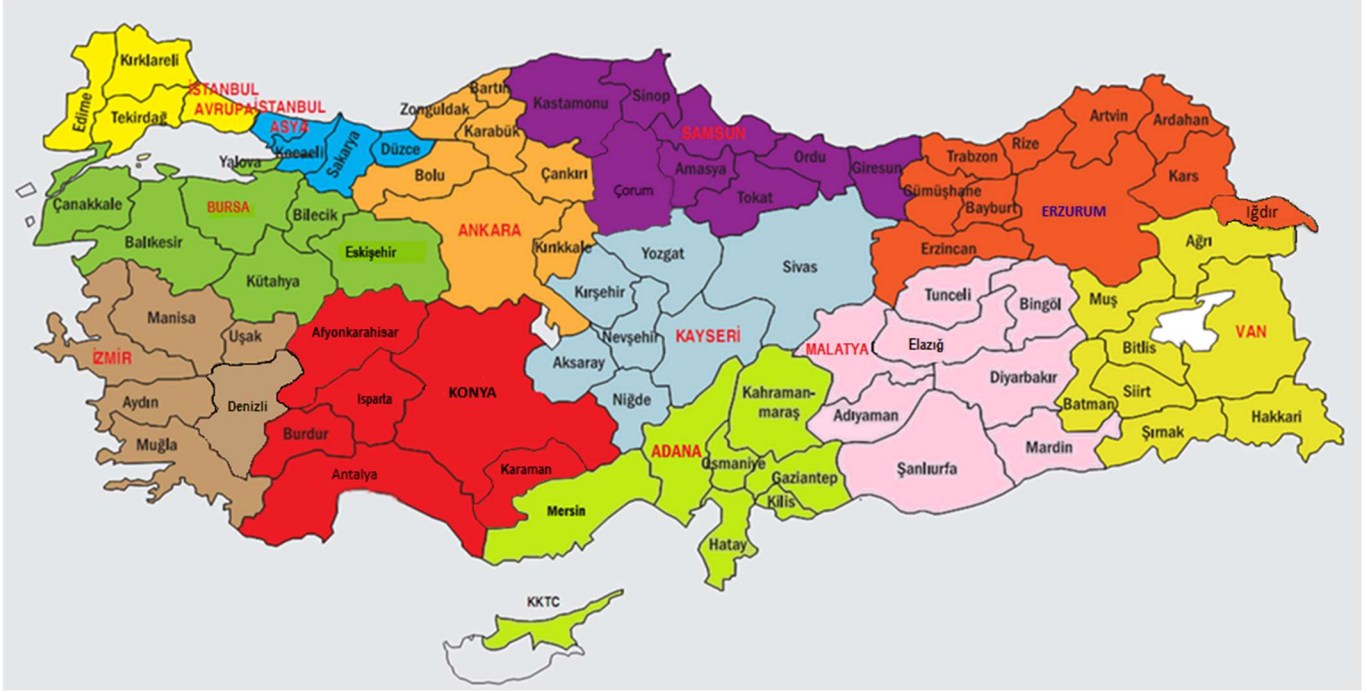 Kırklareli
Edirne
Tekirdağ
İSTANBUL
AVRUPA
İSTANBUL
ASYA
Kocaeli
Yalova
Sakarya
Düzce
Zonguldak
Bartın
Karabük
Bolu
Çankırı
ANKARA
Kırıkkale
Kastamonu
Sinop
SAMSUN
Çorum
Amasya
Tokat
Ordu
Giresun
Trabzon
Rize
Artvin
Ardahan
Gümüşhane
Bayburt
ERZURUM
Kars
Iğdır
Erzincan
Çanakkale
BURSA
Bilecik
Balıkesir
Eskişehir
Kütahya
Yozgat
Sivas
Kırşehir
Nevşehir
KAYSERİ
Aksaray
Niğde
Tunceli
Bingöl
MALATYA
Elazığ
Diyarbakır
Adıyaman
Şanlıurfa
Mardin
Ağrı
Muş
VAN
Bitlis
Siirt
Batman
Şırnak
Hakkari
Manisa
Uşak
İZMİR
Aydın
Denizli
Muğla
Afyonkarahisar
Isparta
KONYA
Burdur
Antalya
Karaman
Kahraman-
maraş
ADANA
Osmaniye
Gaziantep
Kilis
Mersin
Hatay
KKTC